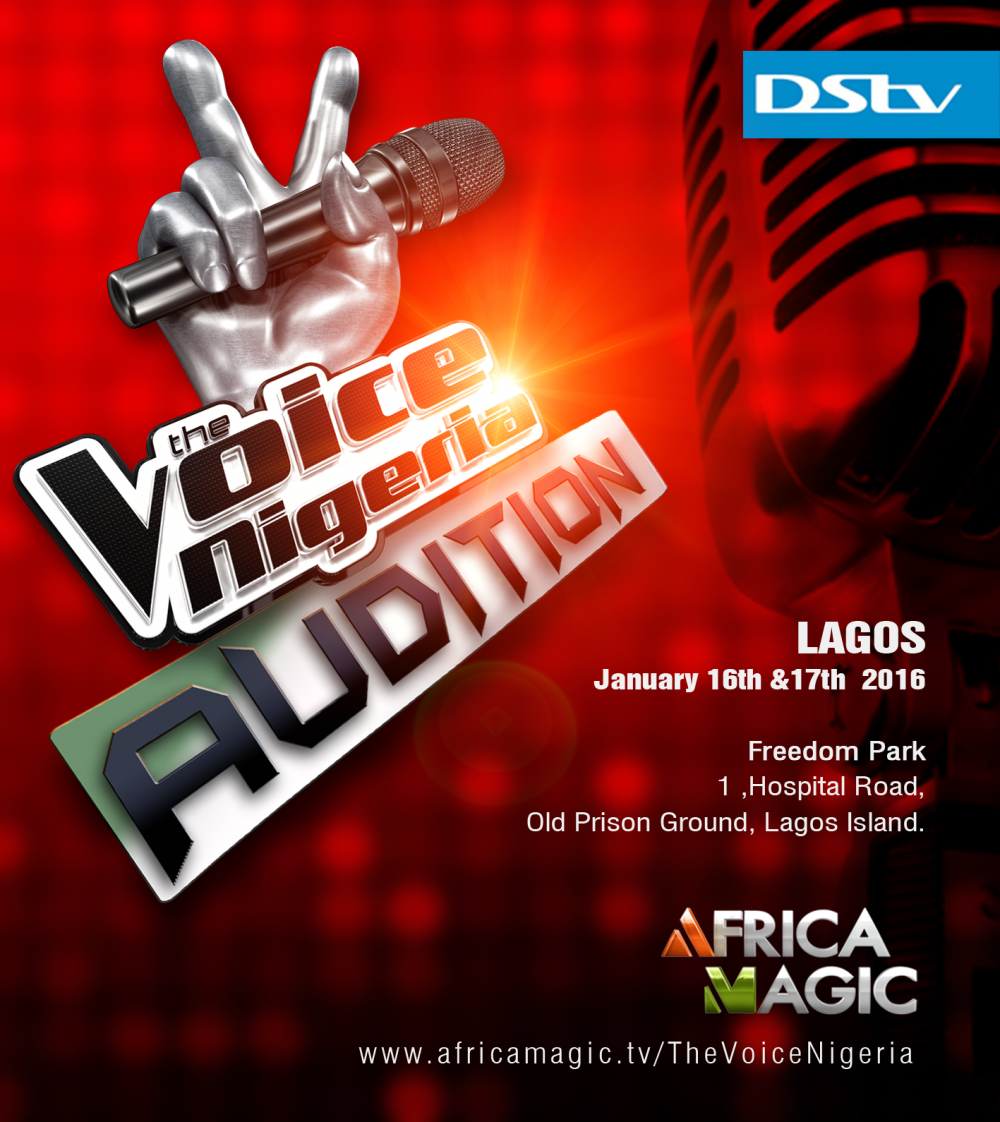 DStv
the
Voice
nigeria
AUDITION
LAGOS
January 16th &17th 2016
Freedom Park
1 ,Hospital Road,
Old Prison Ground, Lagos Island.
AFRICA
MAGIC
www.africamagic.tv/TheVoiceNigeria